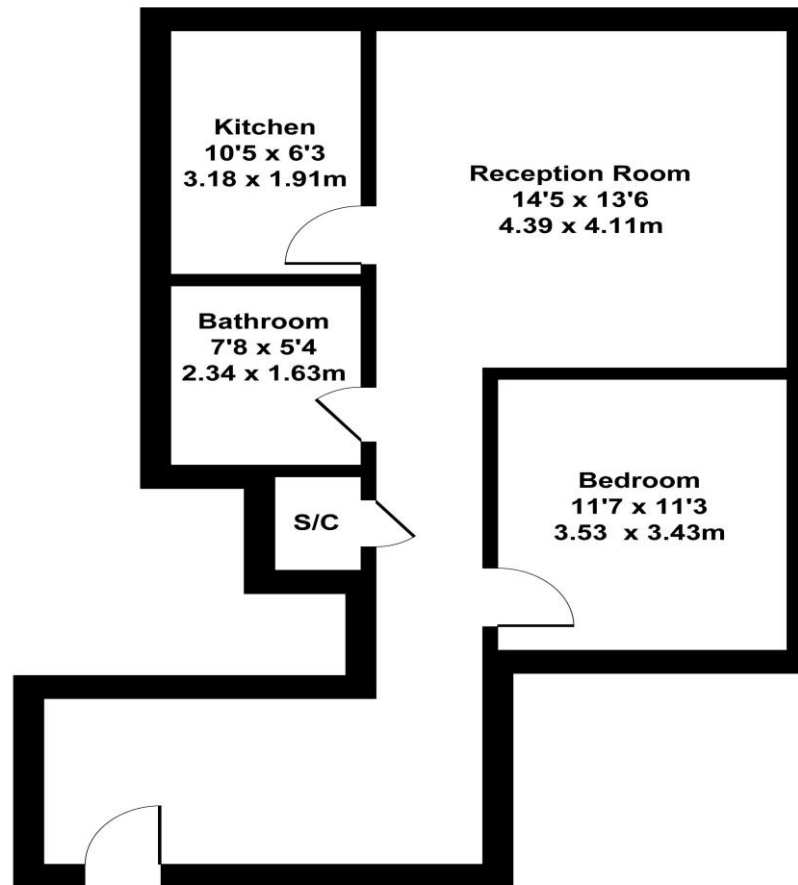 Kitchen
10'5 x 6'3
3.18 x 1.91m
Reception Room
14'5 x 13'6
4.39 x 4.11m
Bathroom
7'8 x 5'4
2.34 x 1.63m
S/C
Bedroom
11'7 x 11'3
3.53 x 3.43m